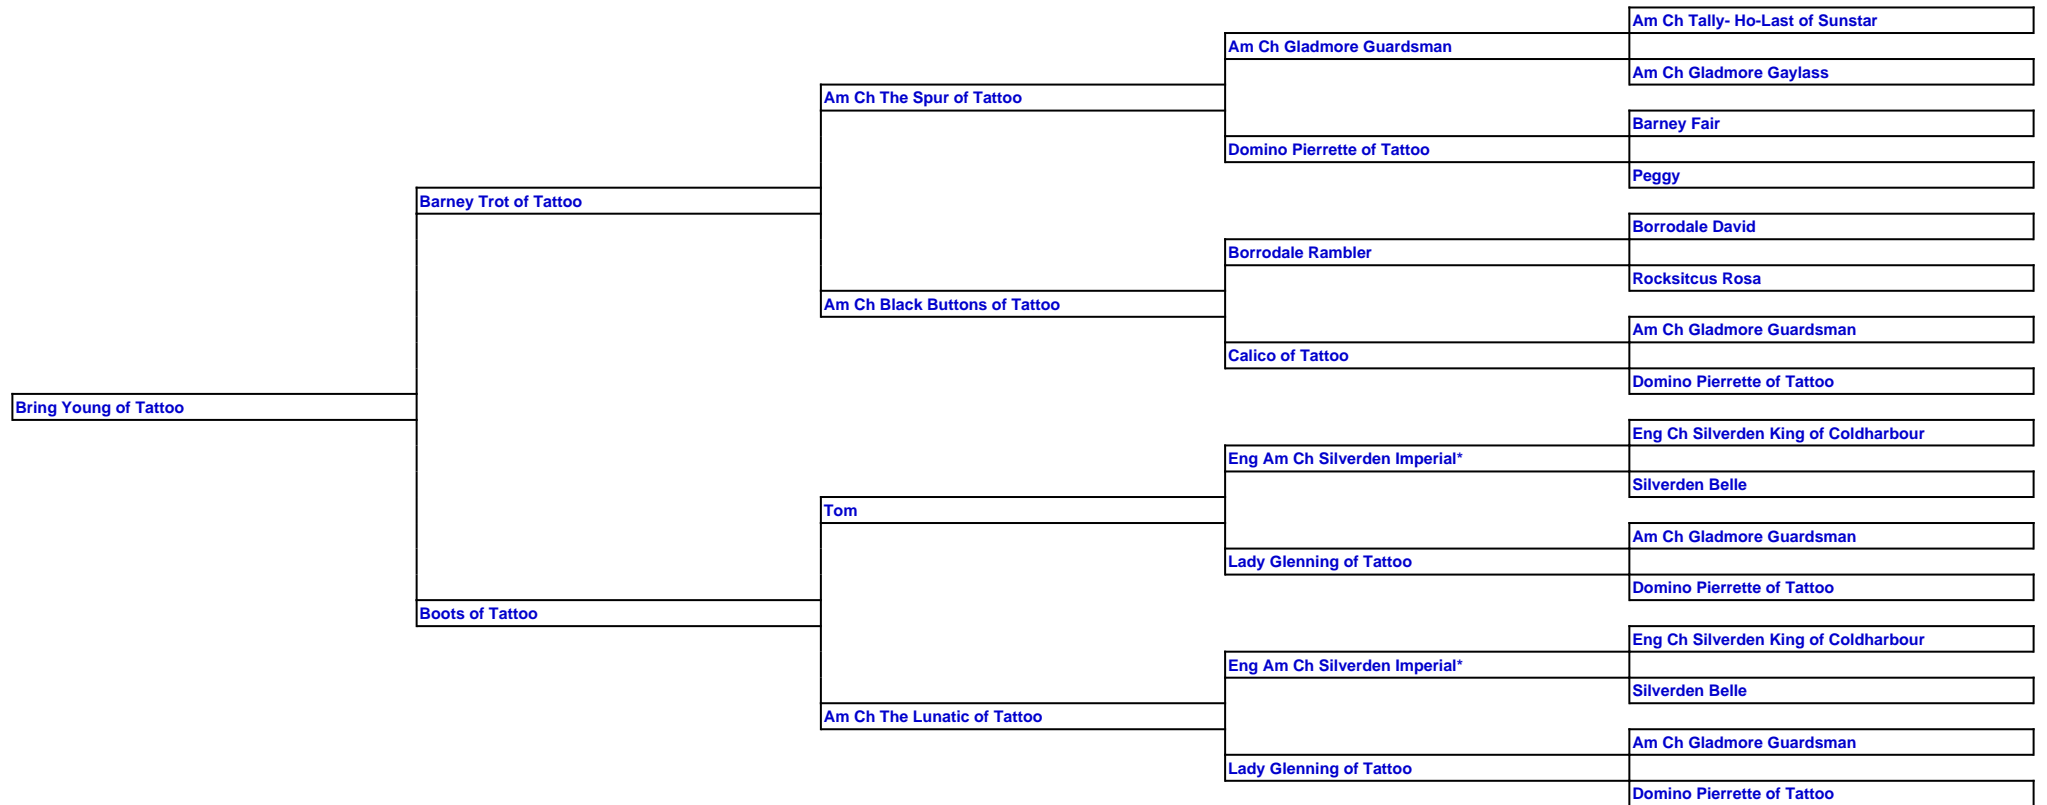 Am Ch Tally- Ho-Last of Sunstar
Am Ch Gladmore Guardsman
Am Ch Gladmore Gaylass
Am Ch The Spur of Tattoo
Barney Fair
Domino Pierrette of Tattoo
Peggy
Barney Trot of Tattoo
Borrodale David
Borrodale Rambler
Rocksitcus Rosa
Am Ch Black Buttons of Tattoo
Am Ch Gladmore Guardsman
Calico of Tattoo
Domino Pierrette of Tattoo
Bring Young of Tattoo
Eng Ch Silverden King of Coldharbour
Eng Am Ch Silverden Imperial*
Silverden Belle
Tom
Am Ch Gladmore Guardsman
Lady Glenning of Tattoo
Domino Pierrette of Tattoo
Boots of Tattoo
Eng Ch Silverden King of Coldharbour
Eng Am Ch Silverden Imperial*
Silverden Belle
Am Ch The Lunatic of Tattoo
Am Ch Gladmore Guardsman
Lady Glenning of Tattoo
Domino Pierrette of Tattoo